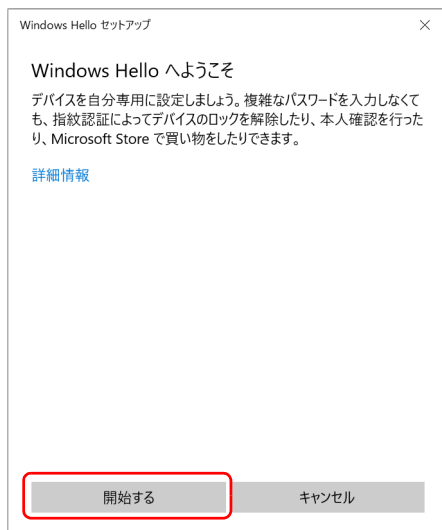 Windows Hello セットアップ
Windows Hello へようこそ
デバイスを自分専用に設定しましょう。複雑なパスワードを入力しなくて
も、指紋認証によってデバイスのロックを解除したり、本人確認を行った
り、Microsoft Store で買い物をしたりできます。
詳細情報
開始する
キャンセル